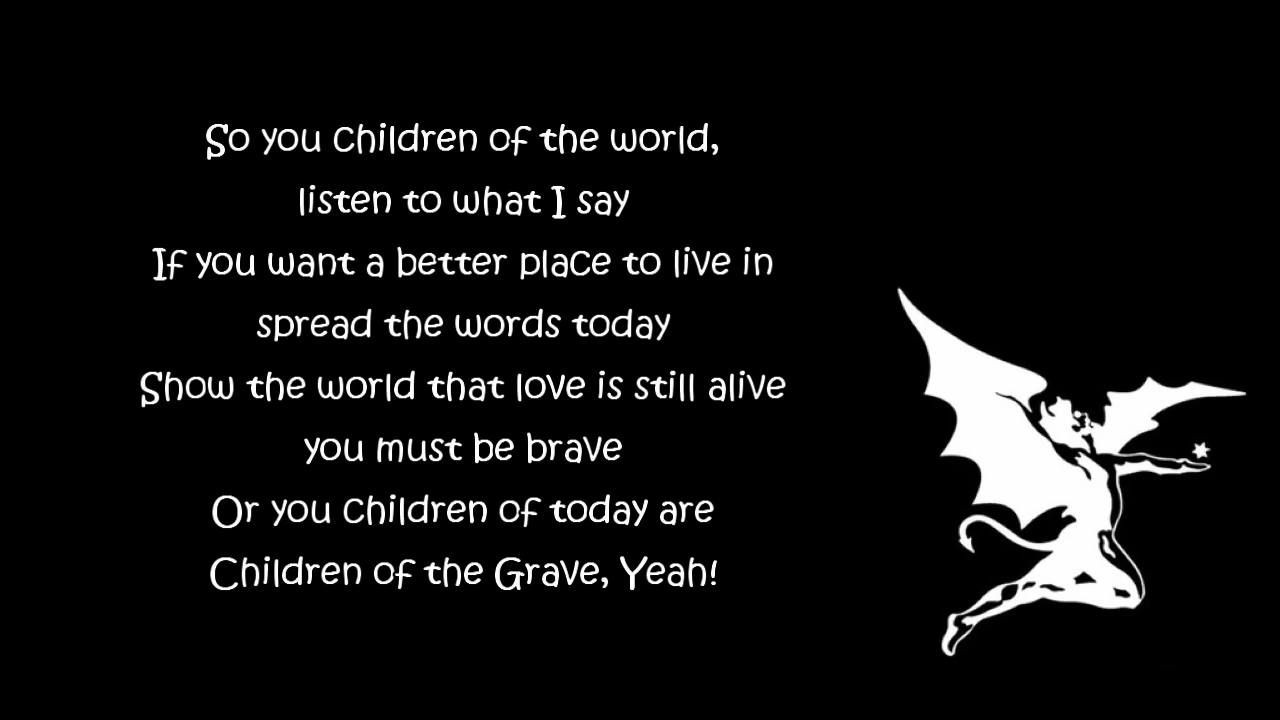 So you children of the world,
listen to what I say
If you want a better place to live in
spread the words today
Show the world that love is still alive
you must be brave
Or you children of today are
Children of the Grave, Yeah!